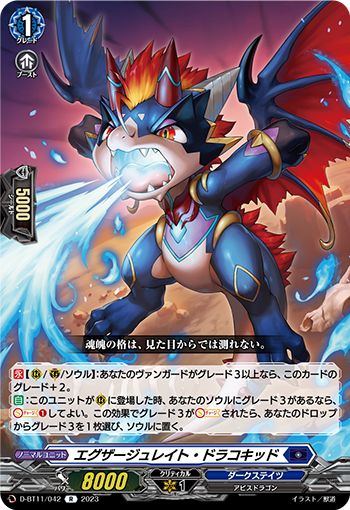 1
グレード
ブースト
5000
シールド
魂魄の格は、見た目からでは測れない。
永【/ソウル】:あなたのヴァンガードがグレード3以上なら、このカードの
グレード+2。
自:このユニットが に登場した時、あなたのソウルにグレード3があるなら、
 ❶してよい。この効果でグレード3が されたら、あなたのドロップ
からグレード3を1枚選び、ソウルに置く。
ノーマルユニット
エグザージュレイト・ドラコキッド
パワー
8000
クリティカル
1
ダークステイツ
アビスドラゴン
D-BT11/042 R 2023
イラスト/獣道